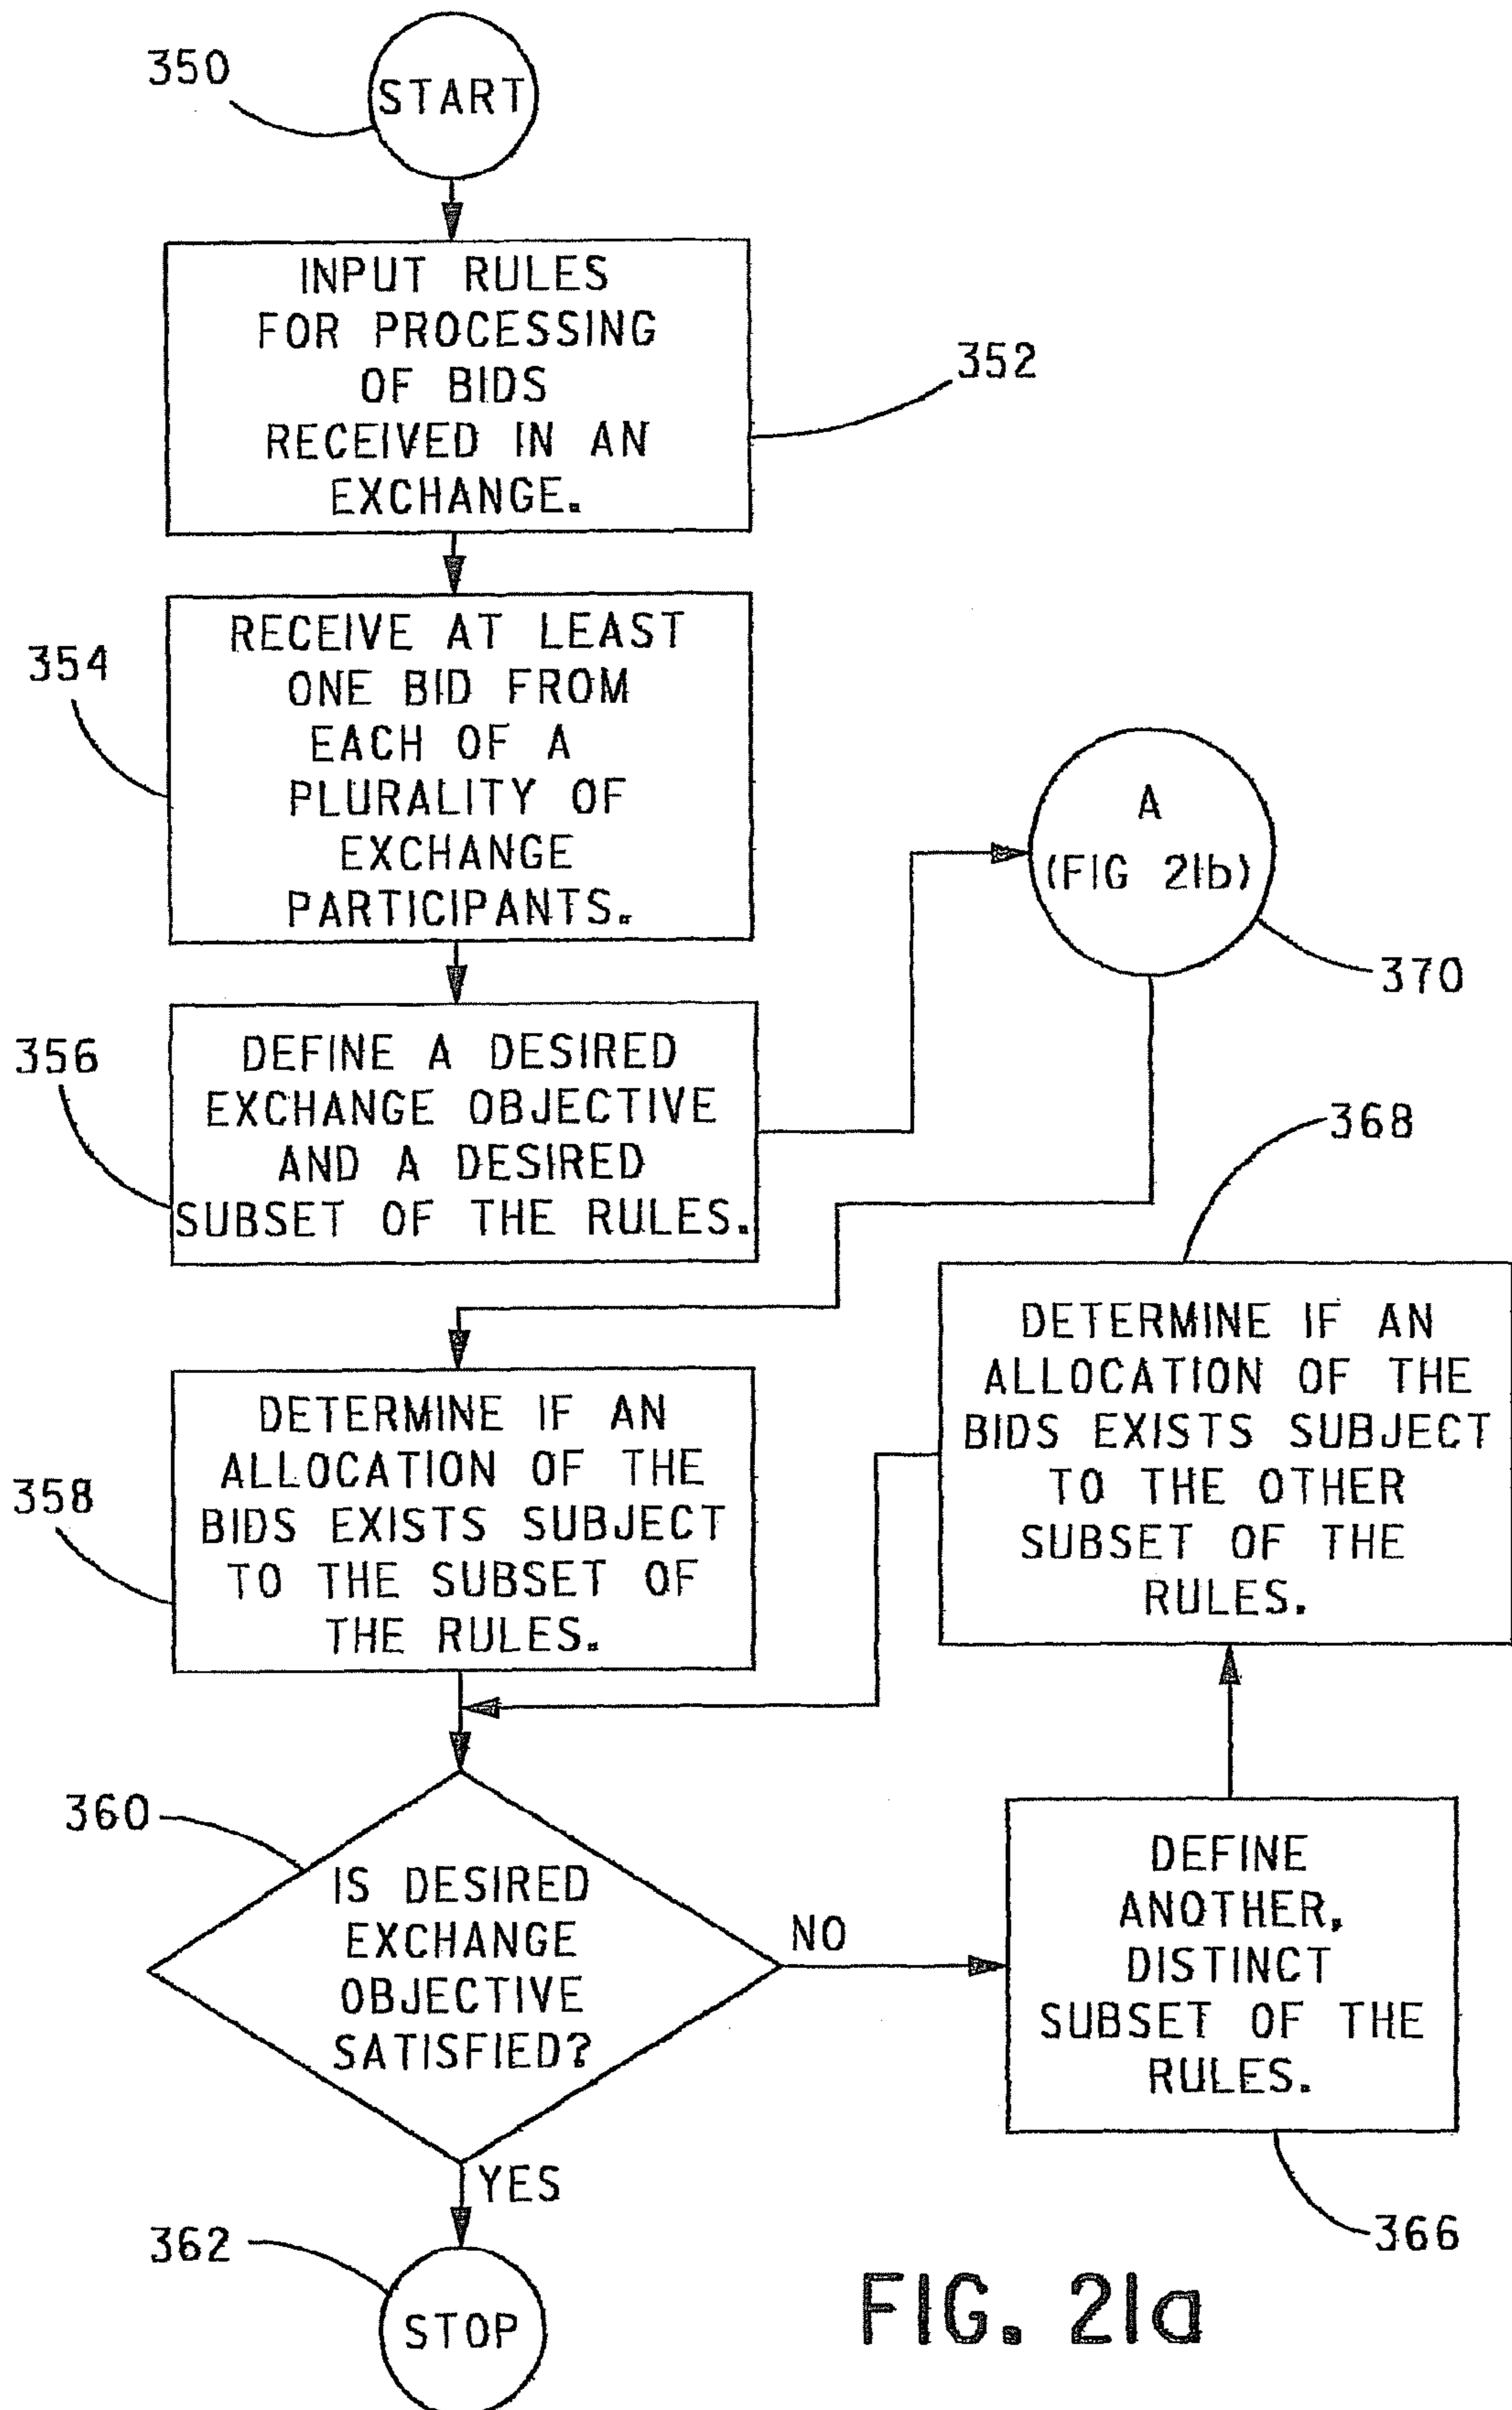 350
START
INPUT RULES
FOR PROCESSING
OF BIDS
RECEIVED IN AN
EXCHANGE.
352
RECEIVE AT LEAST
ONE BID FROM
EACH OF A
PLURALITY OF
EXCHANGE
PARTICIPANTS.
354
A
(FIG 21b)
370
DEFINE A DESIRED
EXCHANGE OBJECTIVE
AND A DESIRED
SUBSET OF THE RULES.
356
368
DETERMINE IF AN
ALLOCATION OF THE
BIDS EXISTS SUBJECT
TO THE OTHER
SUBSET OF THE
RULES.
DETERMINE IF AN
ALLOCATION OF THE
BIDS EXISTS SUBJECT
TO THE SUBSET OF
THE RULES.
358
360
IS DESIRED
EXCHANGE
OBJECTIVE
SATISFIED?
NO
DEFINE
ANOTHER,
DISTINCT
SUBSET OF THE
RULES.
366
YES
362
STOP
FIG. 21a